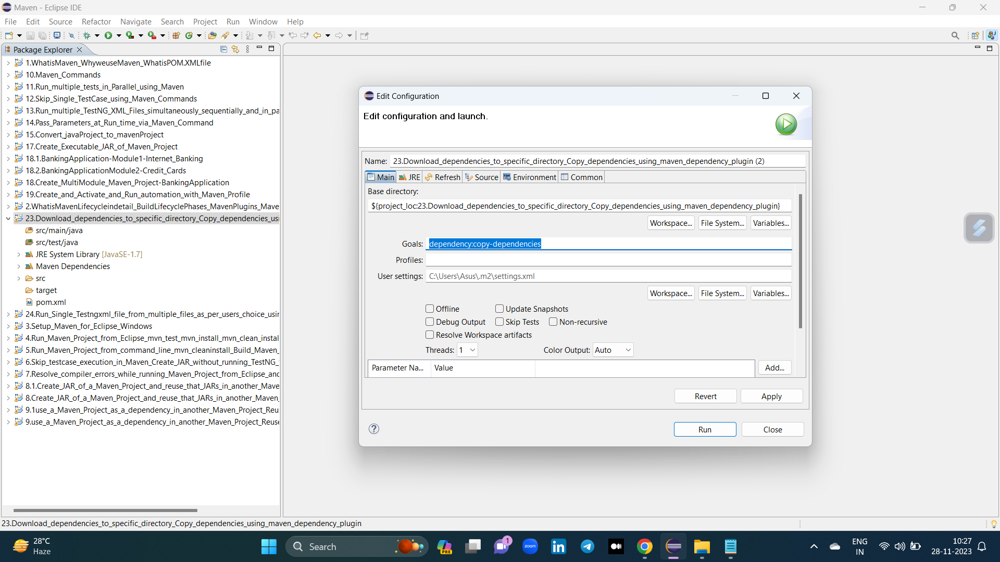 Maven - Eclipse IDE
File Edit Source Refactor Navigate Search Project Run Window Help
Package Explorer
1.WhatisMaven_WhyweuseMaven_WhatisPOM.XMLfile
10.Maven_Commands
11.Run_multiple_tests_in_Parallel_using_Maven
12.Skip_Single_TestCase_using_Maven_Commands
13.Run_multiple_TestNG_XML_Files_simultaneously_sequentially_and_in_pa
14.Pass_Parameters_at_Run_time_via_Maven_Command
15.Convert_javaProject_to_mavenProject
17.Create_Executable_JAR_of_Maven_Project
18.1.BankingApplication-Module1-Internet_Banking
18.2.BankingApplicationModule2-Credit_Cards
18.Create_MultiModule_Maven_Project-BankingApplication
19.Create_and_Activate_and_Run_automation_with_Maven_Profile
2.WhatisMavenLifecycleindetail_BuildLifecyclePhases_MavenPlugins_Mave
23.Download_dependencies_to_specific_directory_Copy_dependencies_usi
src/main/java
src/test/java
JRE System Library [JavaSE-1.7]
Maven Dependencies
src
target
pom.xml
24.Run_Single_Testngxml_file_from_multiple_files_as_per_users_choice_usin
3.Setup_Maven_for_Eclipse_Windows
4.Run_Maven_Project_from_Eclipse_mvn_test_mvn_install_mvn_clean_instal
5.Run_Maven_Project_from_command_line_mvn_cleaninstall_Build_Maven_
6.Skip_testcase_execution_in_Maven_Create_JAR_without_running_TestNG_
7.Resolve_compiler_errors_while_running_Maven_Project_from_Eclipse_and
8.1.Create_JAR_of_a_Maven_Project_and_reuse_that_JARs_in_another_Mave
8.Create_JAR_of_a_Maven_Project_and_reuse_that_JARs_in_another_Maven_
9.1use_a_Maven_Project_as_a_dependency_in_another_Maven_Project_Reu
9.use_a_Maven_Project_as_a_dependency_in_another_Maven_Project_Reuse
Edit Configuration
Edit configuration and launch.
Name: 23.Download_dependencies_to_specific_directory_Copy_dependencies_using_maven_dependency_plugin (2)
Main JRE Refresh Source Environment Common
Base directory:
${project_loc:23.Download_dependencies_to_specific_directory_Copy_dependencies_using_maven_dependency_plugin}
Workspace... File System... Variables...
Goals: dependency:copy-dependencies
Profiles:
User settings: C:\Users\Asus\.m2\settings.xml
Workspace... File System... Variables...
Offline Update Snapshots
Debug Output Skip Tests Non-recursive
Resolve Workspace artifacts
Threads: 1 Color Output: Auto
Parameter Na... Value Add...
Revert Apply
Run Close
23.Download_dependencies_to_specific_directory_Copy_dependencies_using_maven_dependency_plugin
28°C
Haze
Search
PRE
1
zoom
ENG
IN
10:27
28-11-2023